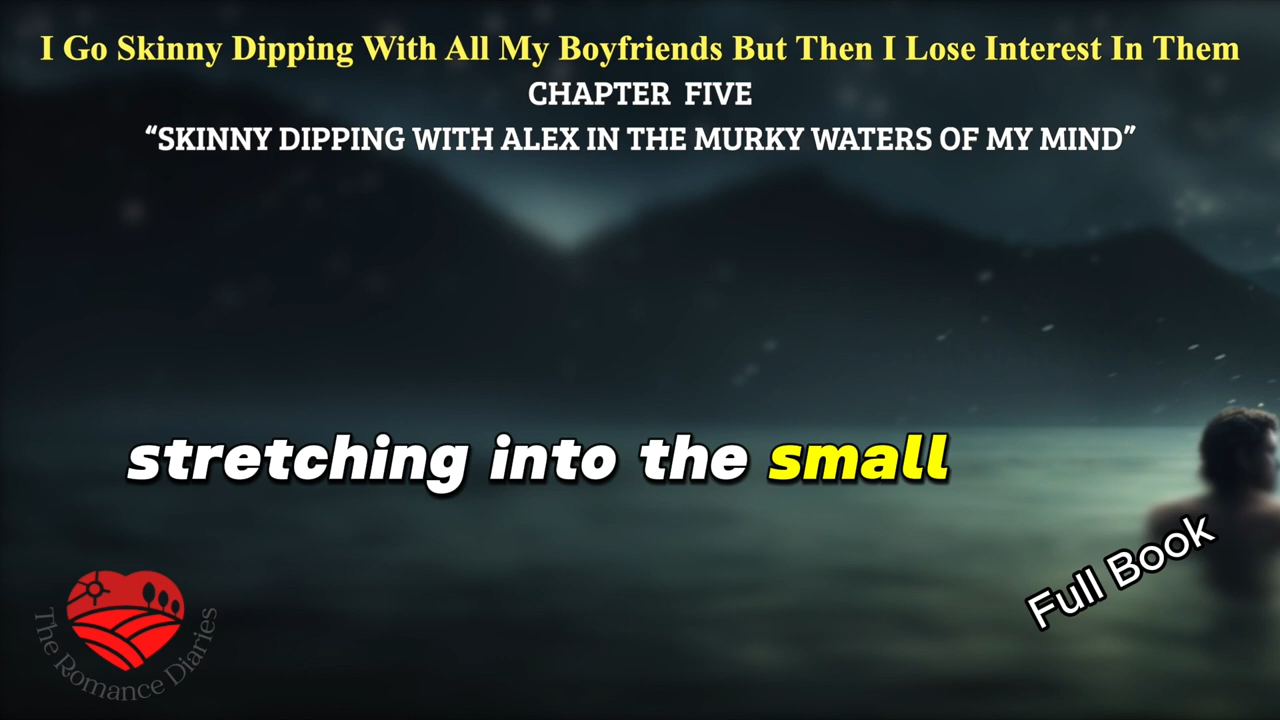 I Go Skinny Dipping With All My Boyfriends But Then I Lose Interest In Them
CHAPTER FIVE
“SKINNY DIPPING WITH ALEX IN THE MURKY WATERS OF MY MIND”
stretching into the small
Full Book
The Romance Diaries